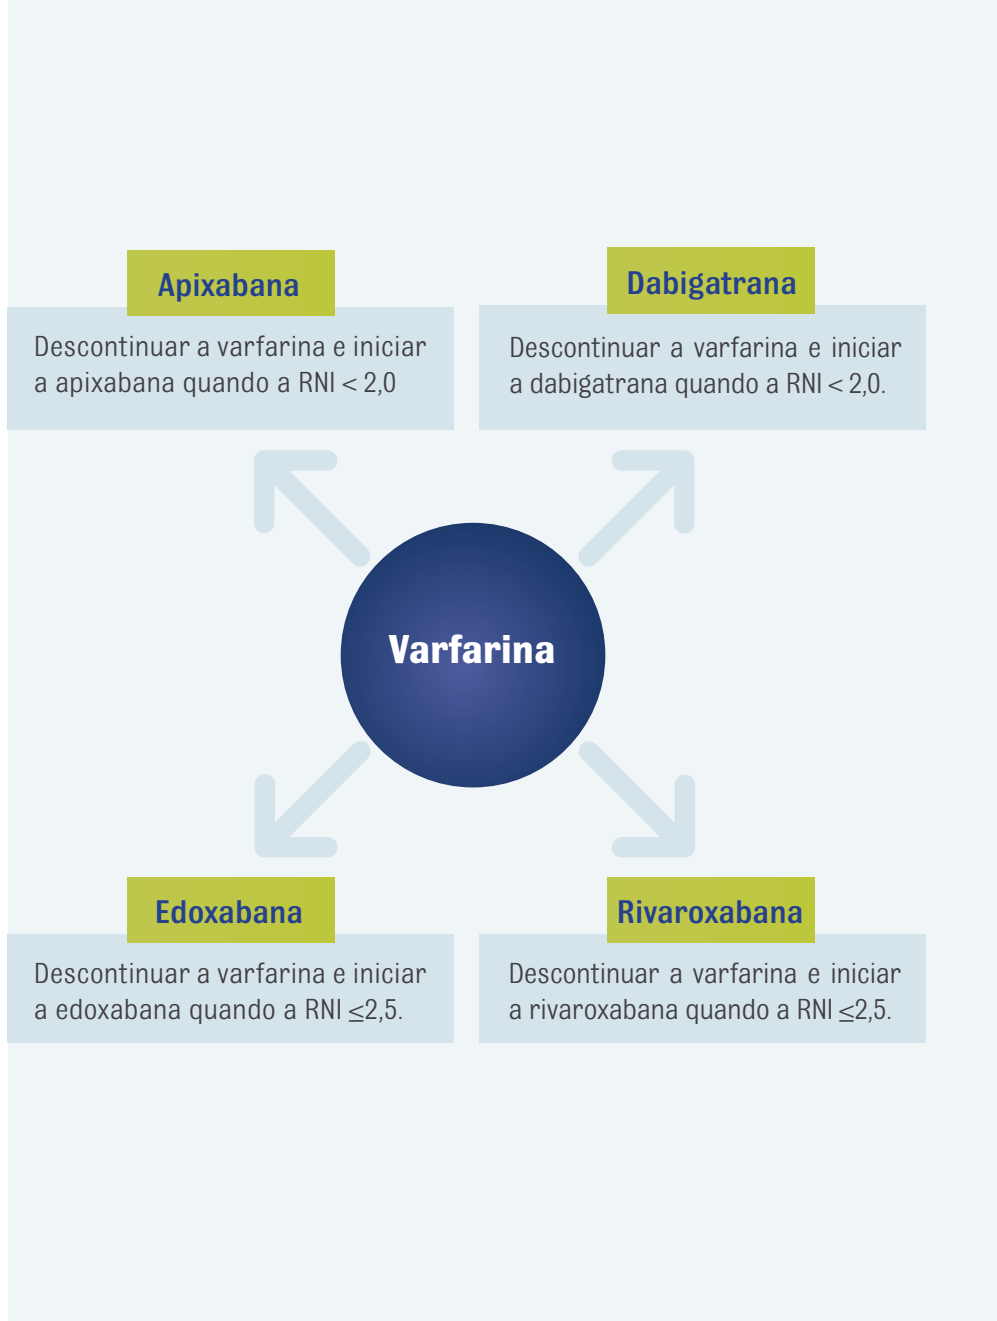 Apixabana
Descontinuar a varfarina e iniciar
a apixabana quando a RNI < 2,0
Dabigatrana
Descontinuar a varfarina e iniciar
a dabigatrana quando a RNI < 2,0.
Varfarina
Edoxabana
Descontinuar a varfarina e iniciar
a edoxabana quando a RNI ≤2,5.
Rivaroxabana
Descontinuar a varfarina e iniciar
a rivaroxabana quando a RNI ≤2,5.